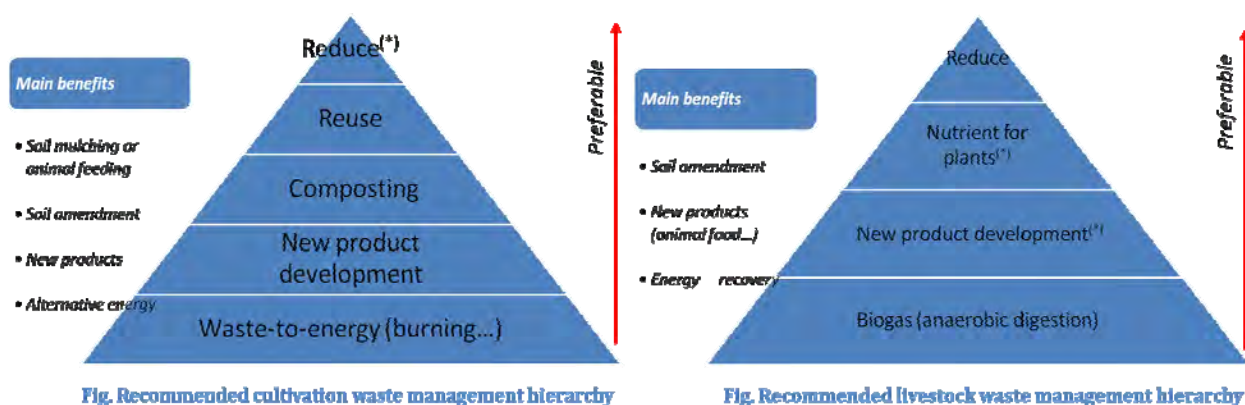 Reduce(*)
Main benefits
Reuse
• Soil mulching or
animal feeding
Composting
• Soil amendment
New product
development
• New products
• Alternative energy
Waste-to-energy (burning...)
Preferable
Fig. Recommended cultivation waste management hierarchy
Reduce
Main benefits
Nutrient for
plants(*)
• Soil amendment
• New products
(animal food...)
New product development(*)
• Energy recovery
Biogas (anaerobic digestion)
Preferable
Fig. Recommended livestock waste management hierarchy